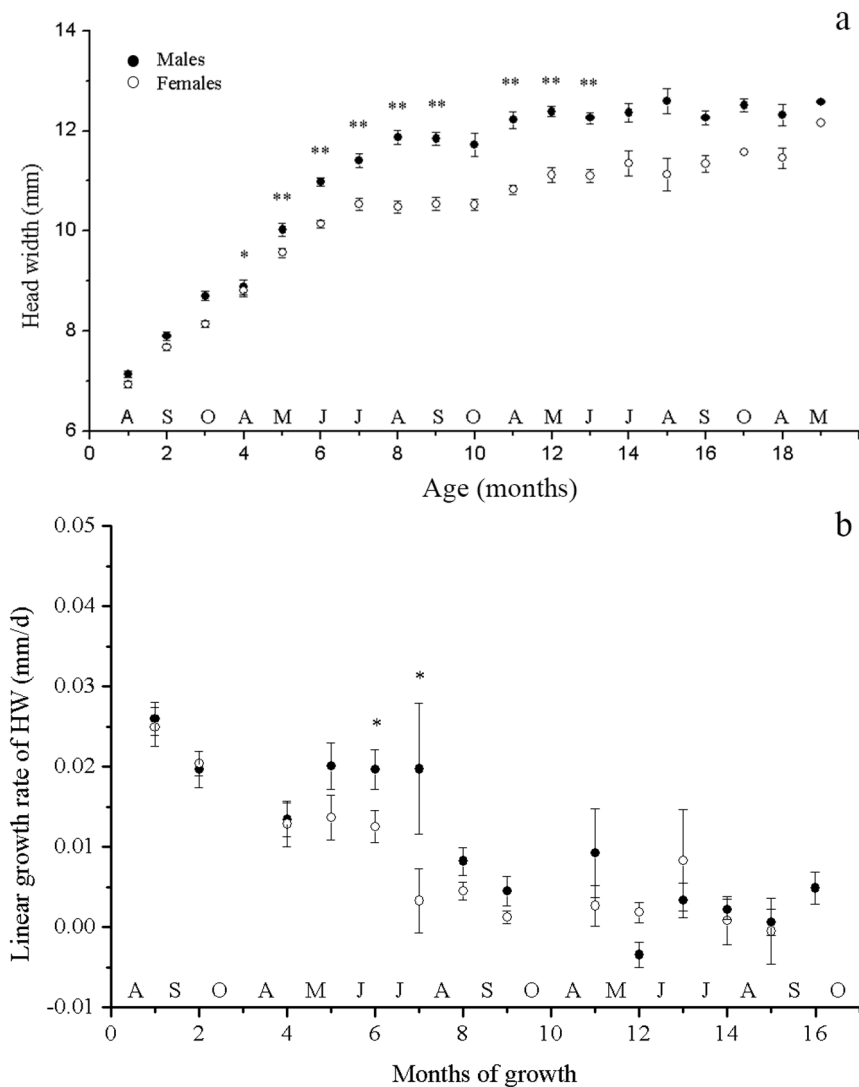 a
14
12
10
8
6
Head width (mm)
Males
Females
* ** ** ** ** ** ** ** **
A S O A M J J A S O A M J J A S O A M
0 2 4 6 8 10 12 14 16 18
Age (months)
b
0.05
0.04
0.03
0.02
0.01
0.00
-0.01
Linear growth rate of HW (mm/d)
* *
A S O A M J J A S O A M J J A S O
0 2 4 6 8 10 12 14 16
Months of growth